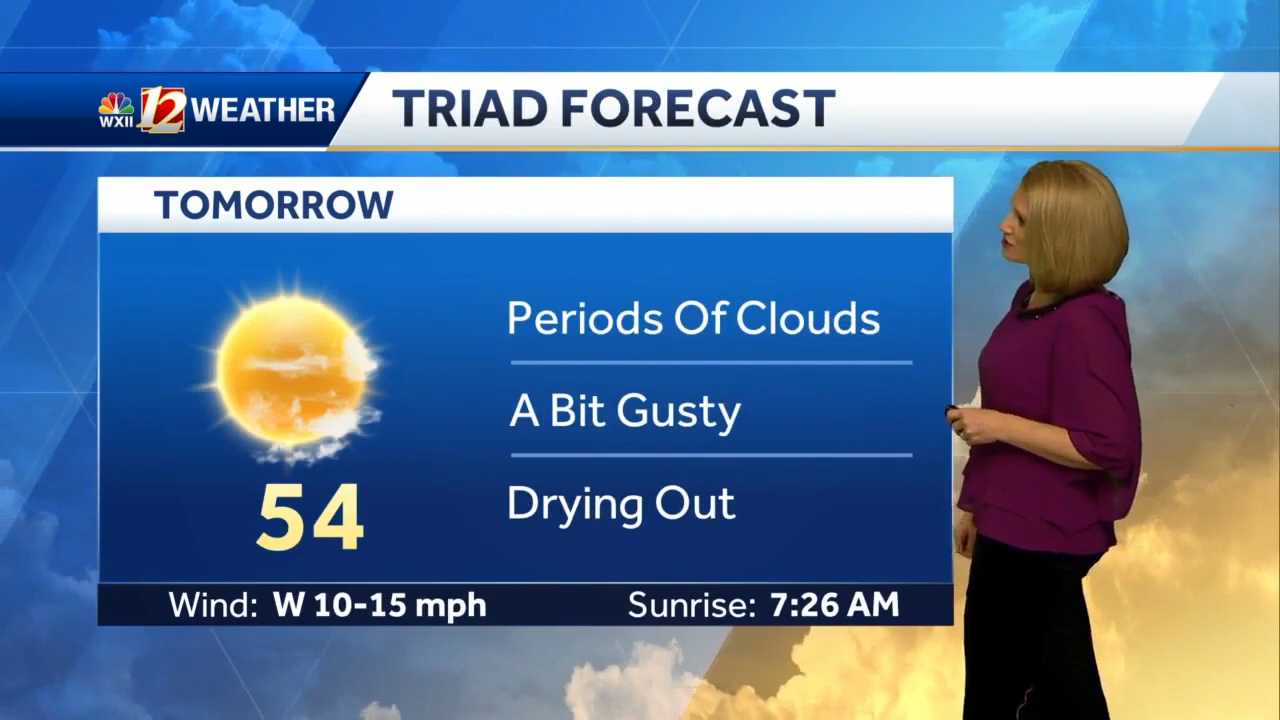 WXII 12 WEATHER
TRIAD FORECAST
TOMORROW
Periods Of Clouds
A Bit Gusty
Drying Out
54
Wind: W 10-15 mph
Sunrise: 7:26 AM